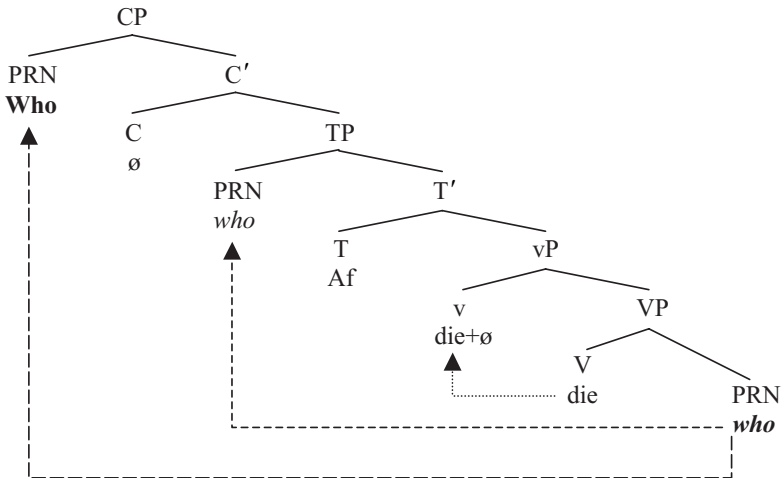 CP
PRN C′
Who
C TP
ø
PRN T′
who
T vP
Af
v VP
die+ø
V
die PRN
who